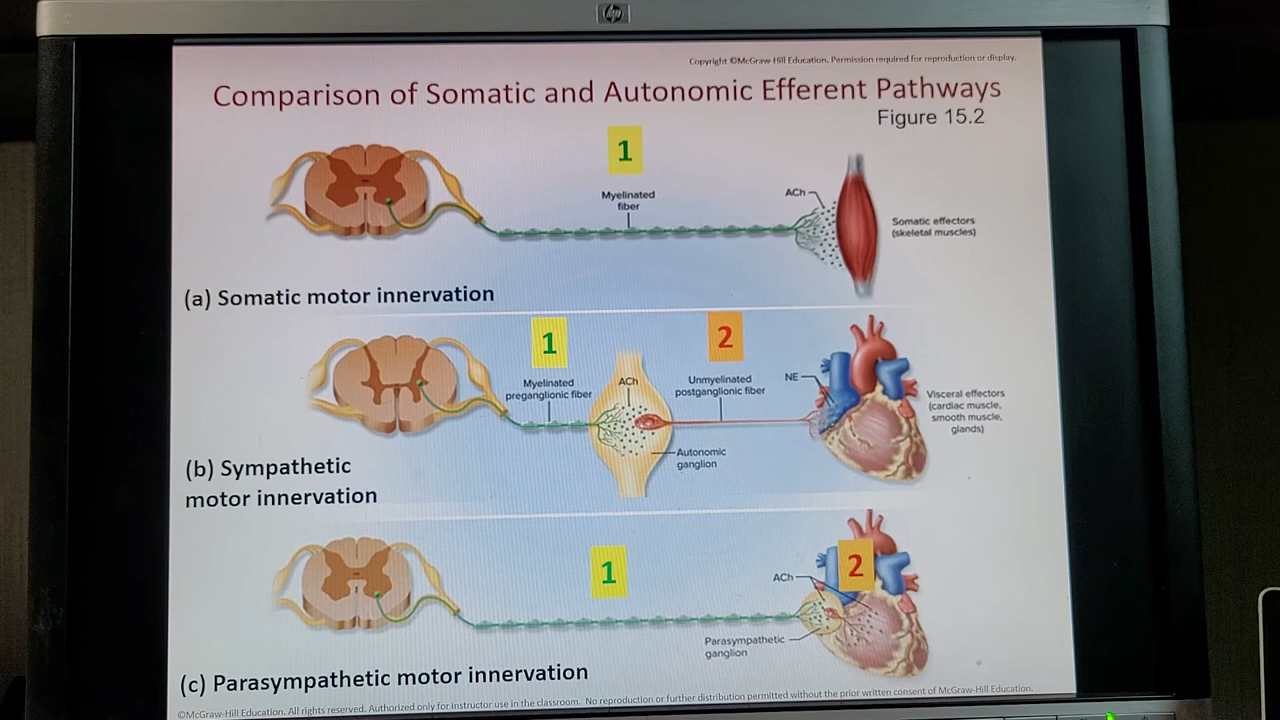 hp
Copyright ©McGraw-Hill Education. Permission required for reproduction or display.
Comparison of Somatic and Autonomic Efferent Pathways
Figure 15.2
1
Myelinated
fiber
ACh
Somatic effectors
(skeletal muscles)
(a) Somatic motor innervation
1
2
Myelinated
preganglionic fiber
ACh
Unmyelinated
postganglionic fiber
NE
Visceral effectors
(cardiac muscle,
smooth muscle,
glands)
Autonomic
ganglion
(b) Sympathetic
motor innervation
1
2
ACh
Parasympathetic
ganglion
(c) Parasympathetic motor innervation
©McGraw-Hill Education. All rights reserved. Authorized only for instructor use in the classroom. No reproduction or further distribution permitted without the prior written consent of McGraw-Hill Education.